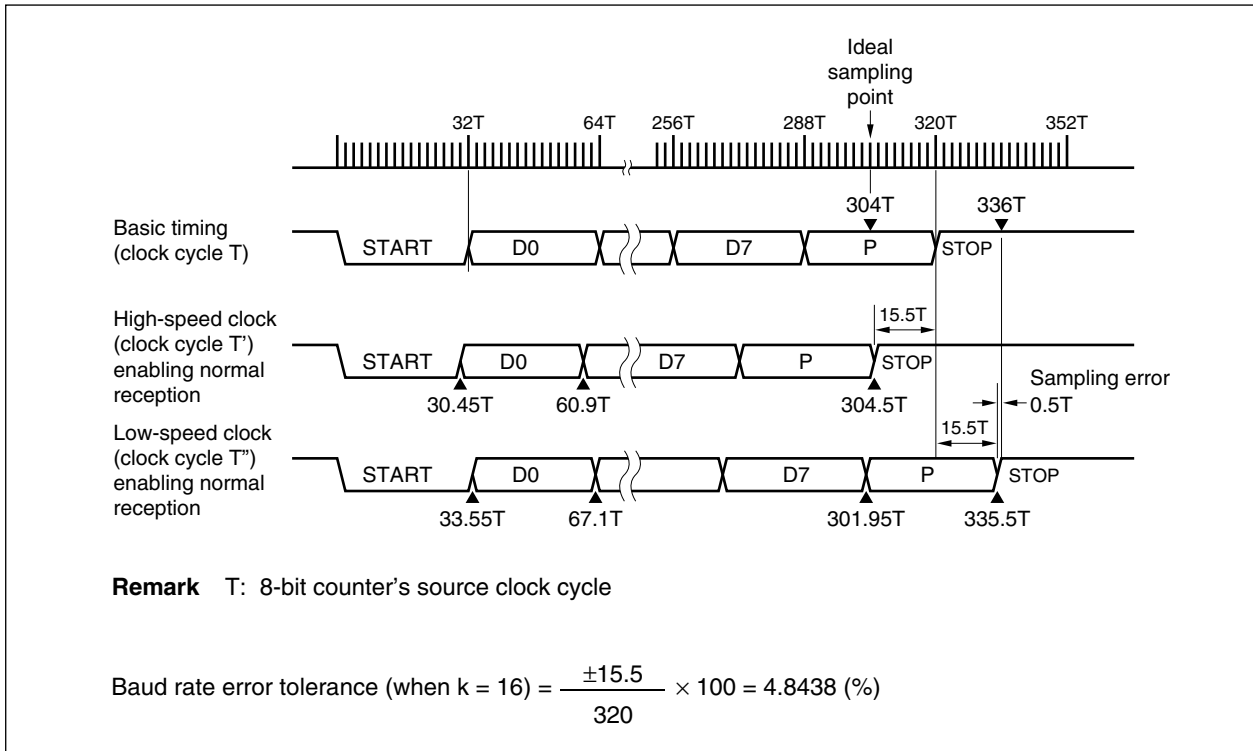 Ideal
sampling
point
32T 64T 256T 288T 320T 352T
304T 336T
Basic timing
(clock cycle T)
START D0 D7 P STOP
15.5T
High-speed clock
(clock cycle T')
enabling normal
reception
START D0 D7 P STOP
30.45T 60.9T 304.5T
Sampling error
0.5T
15.5T
Low-speed clock
(clock cycle T")
enabling normal
reception
START D0 D7 P STOP
33.55T 67.1T 301.95T 335.5T
Remark T: 8-bit counter's source clock cycle
Baud rate error tolerance (when k = 16) = ±15.5 / 320 × 100 = 4.8438 (%)